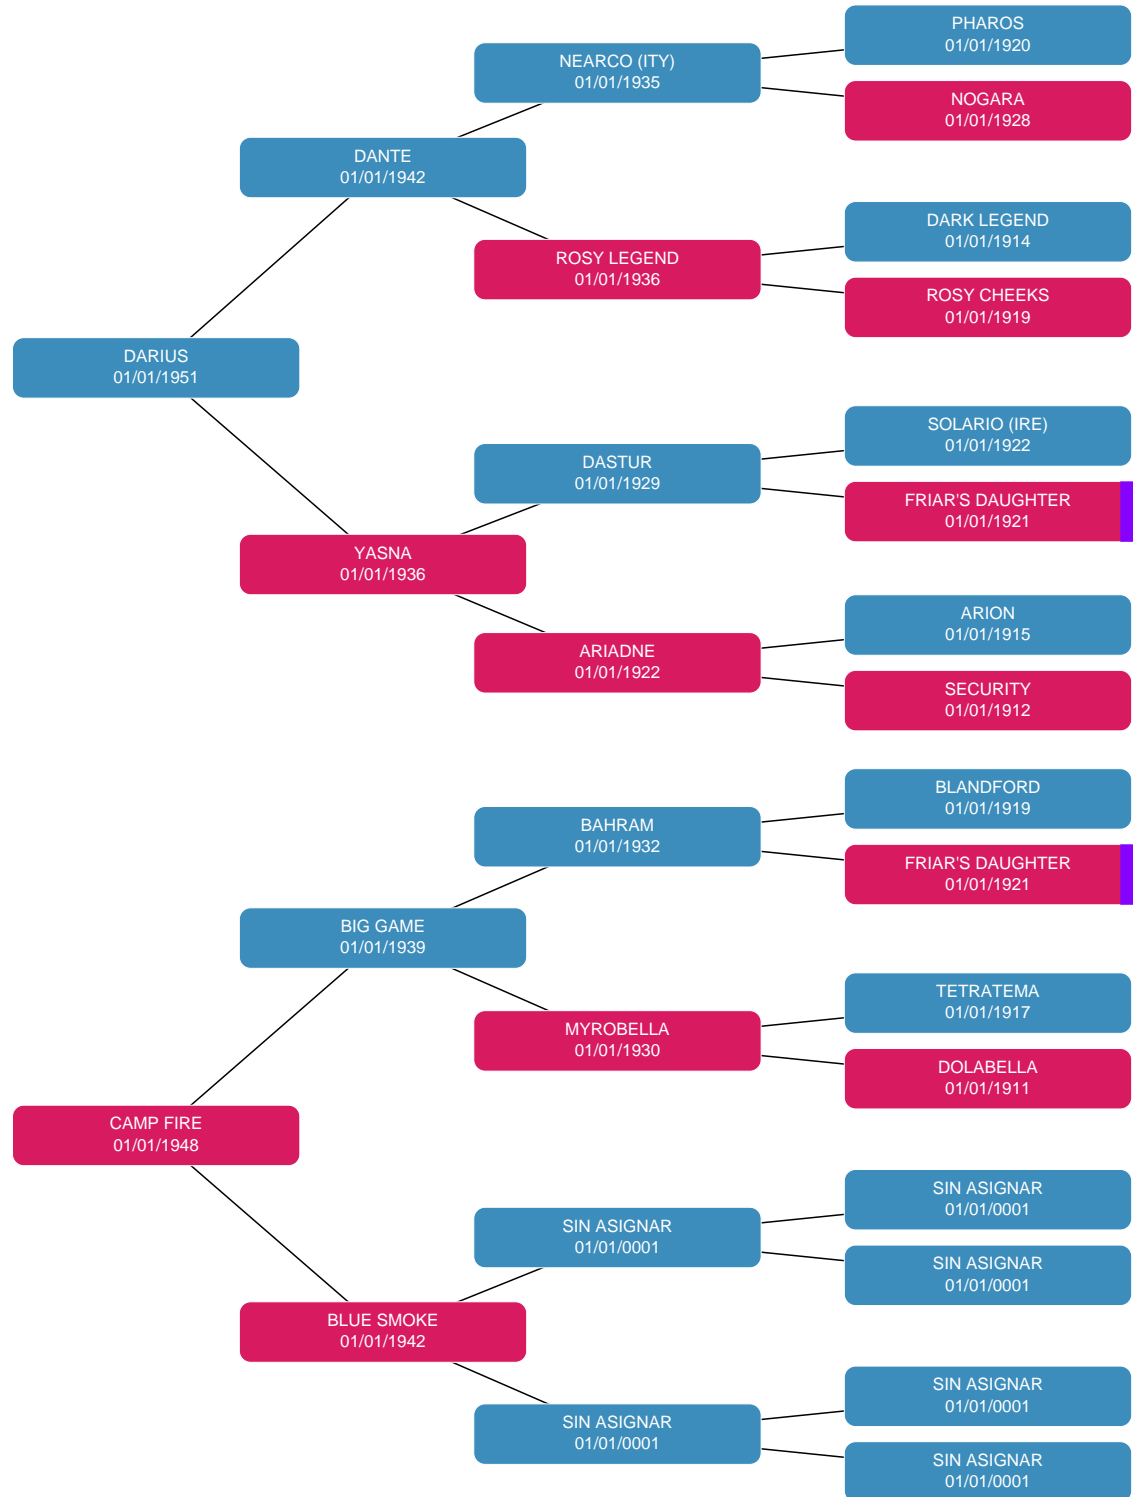 PHAROS
01/01/1920
NEARCO (ITY)
01/01/1935
NOGARA
01/01/1928
DANTE
01/01/1942
DARK LEGEND
01/01/1914
ROSY LEGEND
01/01/1936
ROSY CHEEKS
01/01/1919
DARIUS
01/01/1951
SOLARIO (IRE)
01/01/1922
DASTUR
01/01/1929
FRIAR'S DAUGHTER
01/01/1921
YASNA
01/01/1936
ARION
01/01/1915
ARIADNE
01/01/1922
SECURITY
01/01/1912
BLANDFORD
01/01/1919
BAHRAM
01/01/1932
FRIAR'S DAUGHTER
01/01/1921
BIG GAME
01/01/1939
TETRATEMA
01/01/1917
MYROBELLA
01/01/1930
DOLABELLA
01/01/1911
CAMP FIRE
01/01/1948
SIN ASIGNAR
01/01/0001
SIN ASIGNAR
01/01/0001
SIN ASIGNAR
01/01/0001
BLUE SMOKE
01/01/1942
SIN ASIGNAR
01/01/0001
SIN ASIGNAR
01/01/0001
SIN ASIGNAR
01/01/0001